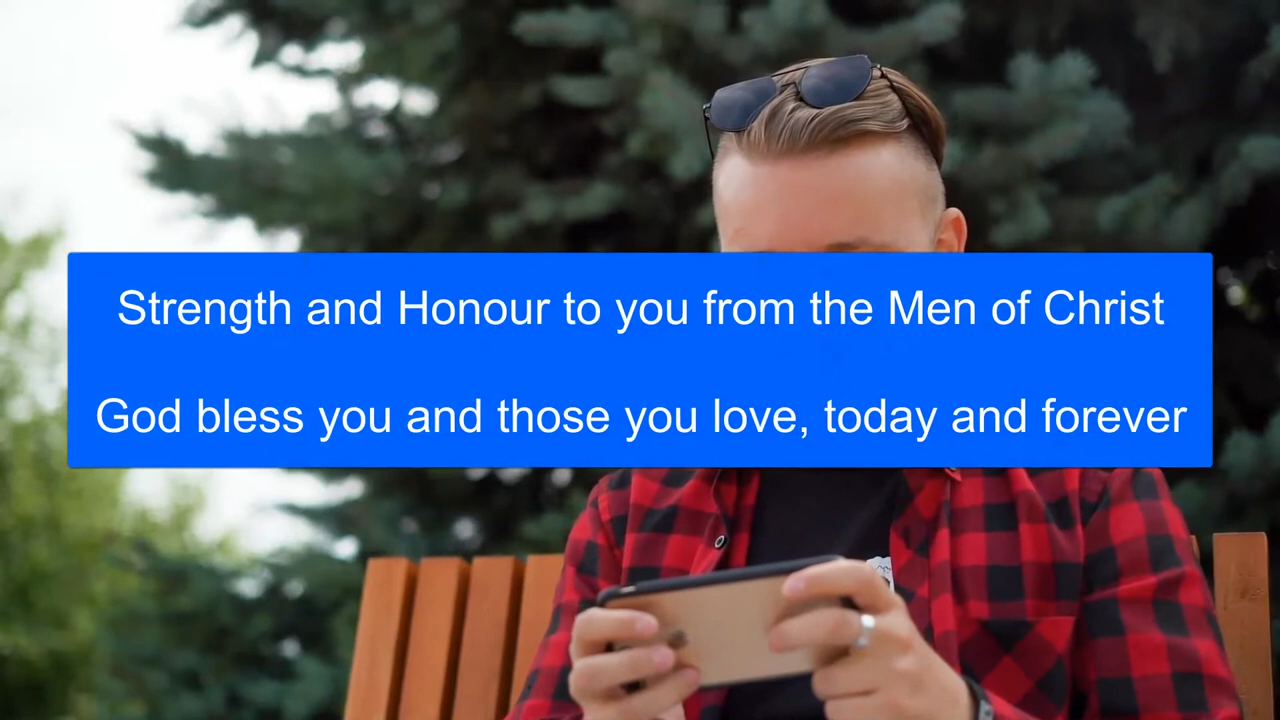 Strength and Honour to you from the Men of Christ
God bless you and those you love, today and forever